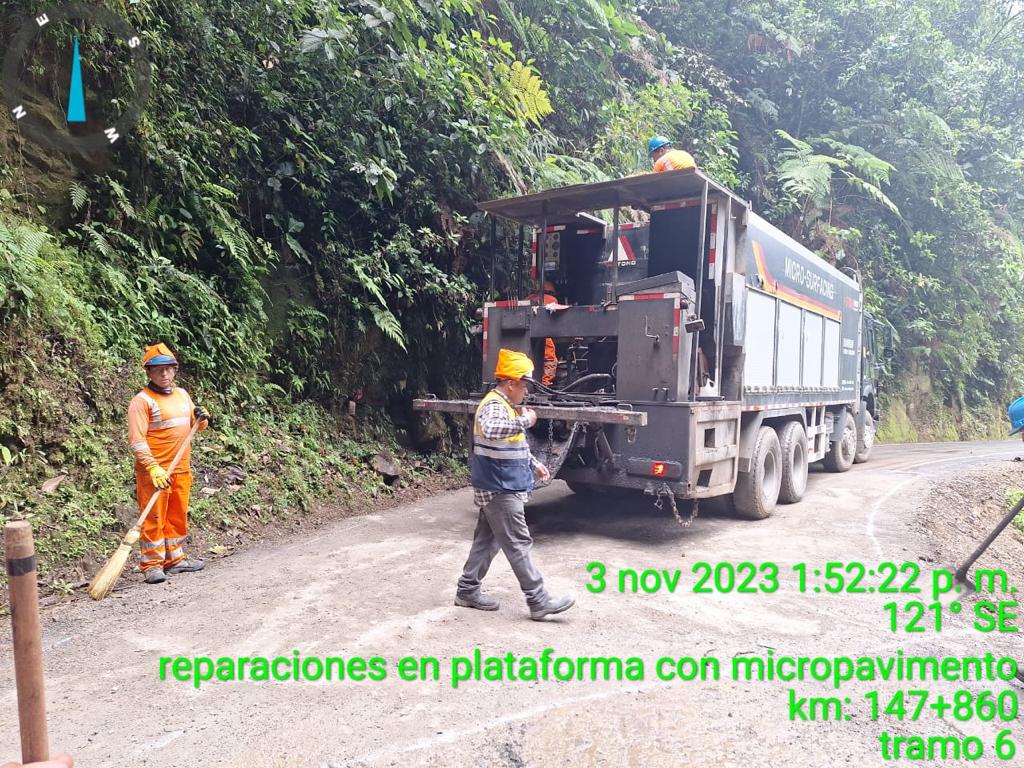 E
S
N
W
MICRO-SURFACING
3 nov 2023 1:52:22 p. m.
121° SE
reparaciones en plataforma con micropavimento
km: 147+860
tramo 6